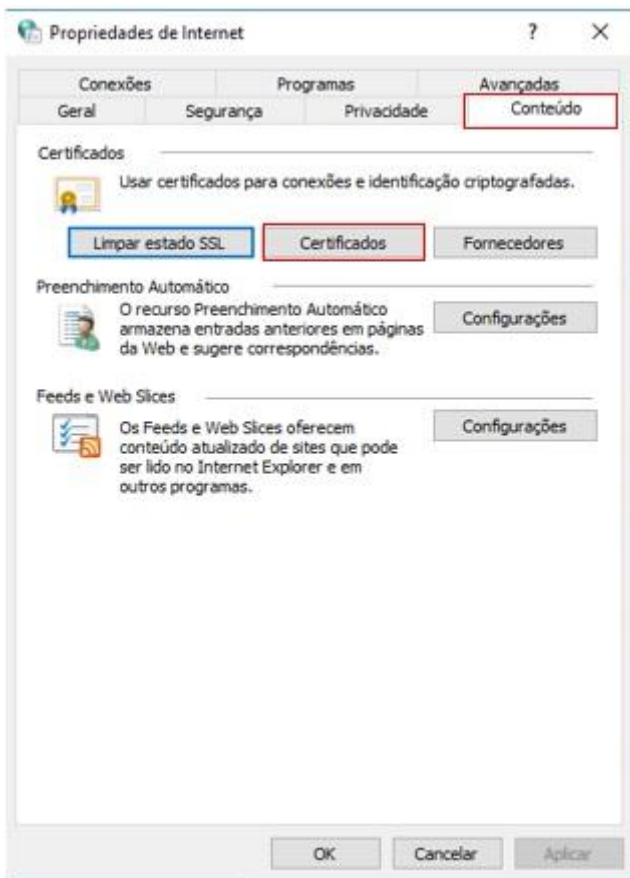 Propriedades de Internet
?
Conexões Programas Avançadas
Geral Segurança Privacidade Conteúdo
Certificados
Usar certificados para conexões e identificação criptografadas.
Limpar estado SSL Certificados Fornecedores
Preenchimento Automático
O recurso Preenchimento Automático
armazena entradas anteriores em páginas
da Web e sugere correspondências.
Configurações
Feeds e Web Slices
Os Feeds e Web Slices oferecem
conteúdo atualizado de sites que pode
ser lido no Internet Explorer e em
outros programas.
Configurações
OK Cancelar Aplicar